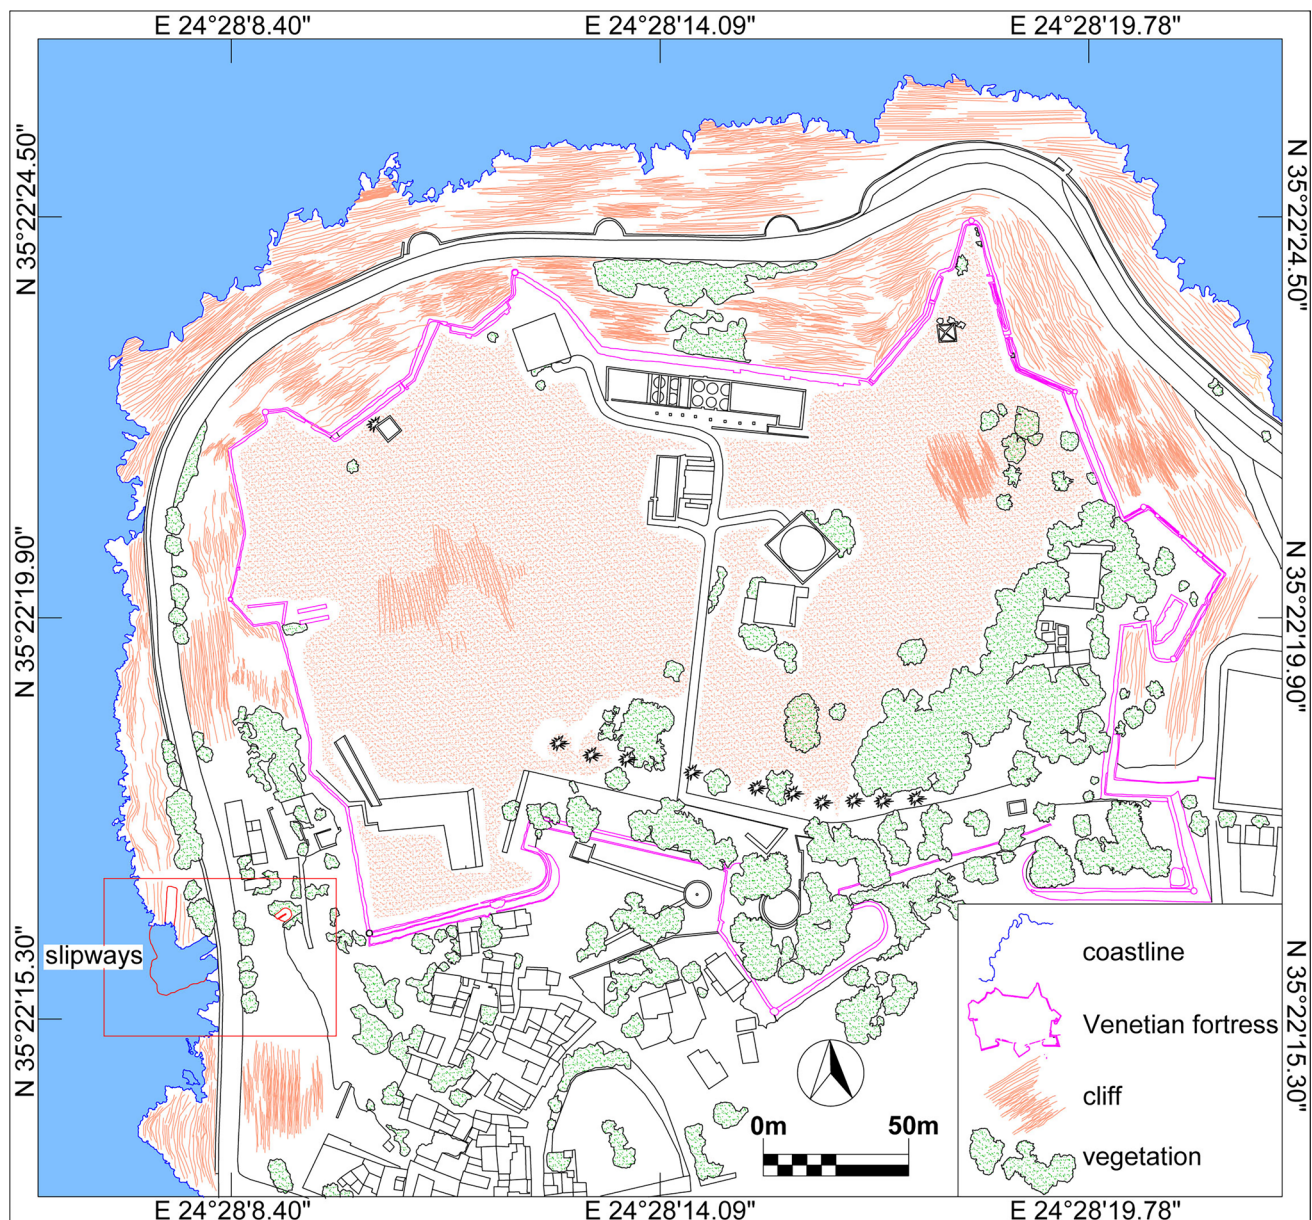 E 24°28'8.40" E 24°28'14.09" E 24°28'19.78"
N 35°22'24.50"
N 35°22'24.50"
N 35°22'19.90"
N 35°22'19.90"
slipways
coastline
N 35°22'15.30"
N 35°22'15.30"
Venetian fortress
cliff
0m 50m
vegetation
E 24°28'8.40" E 24°28'14.09" E 24°28'19.78"